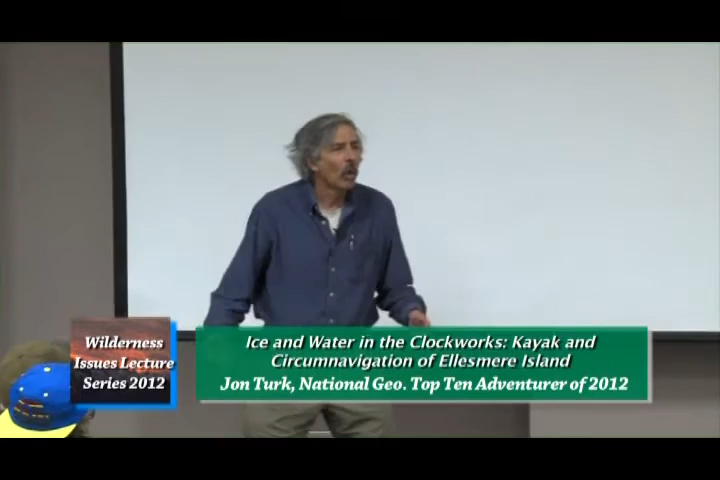 Wilderness
Issues Lecture
Series 2012
Ice and Water in the Clockworks: Kayak and
Circumnavigation of Ellesmere Island
Jon Turk, National Geo. Top Ten Adventurer of 2012